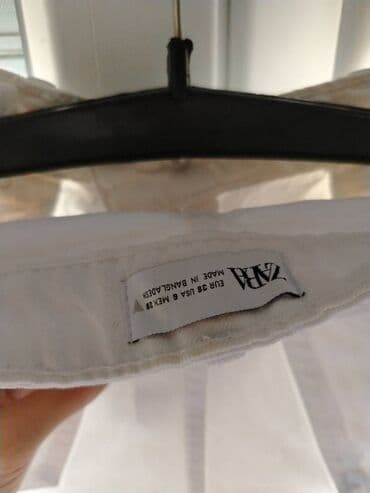 ZARA
EUR 38 USA 6 MEX 28
MADE IN BANGLADESH